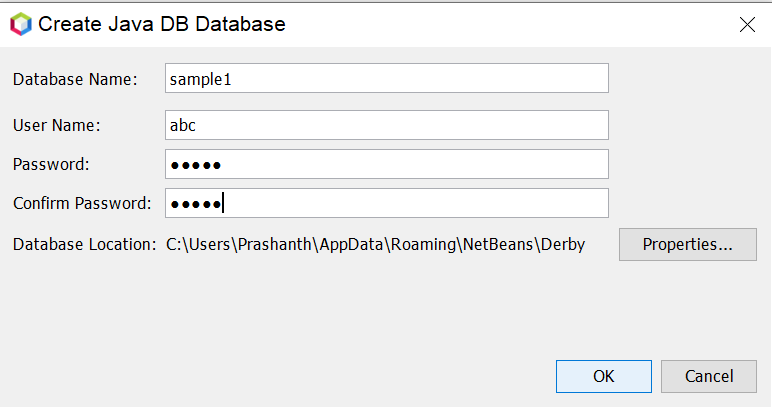 Create Java DB Database
Database Name: sample1
User Name: abc
Password: ●●●●●
Confirm Password: ●●●●●
Database Location: C:\Users\Prashanth\AppData\Roaming\NetBeans\Derby Properties...
OK Cancel